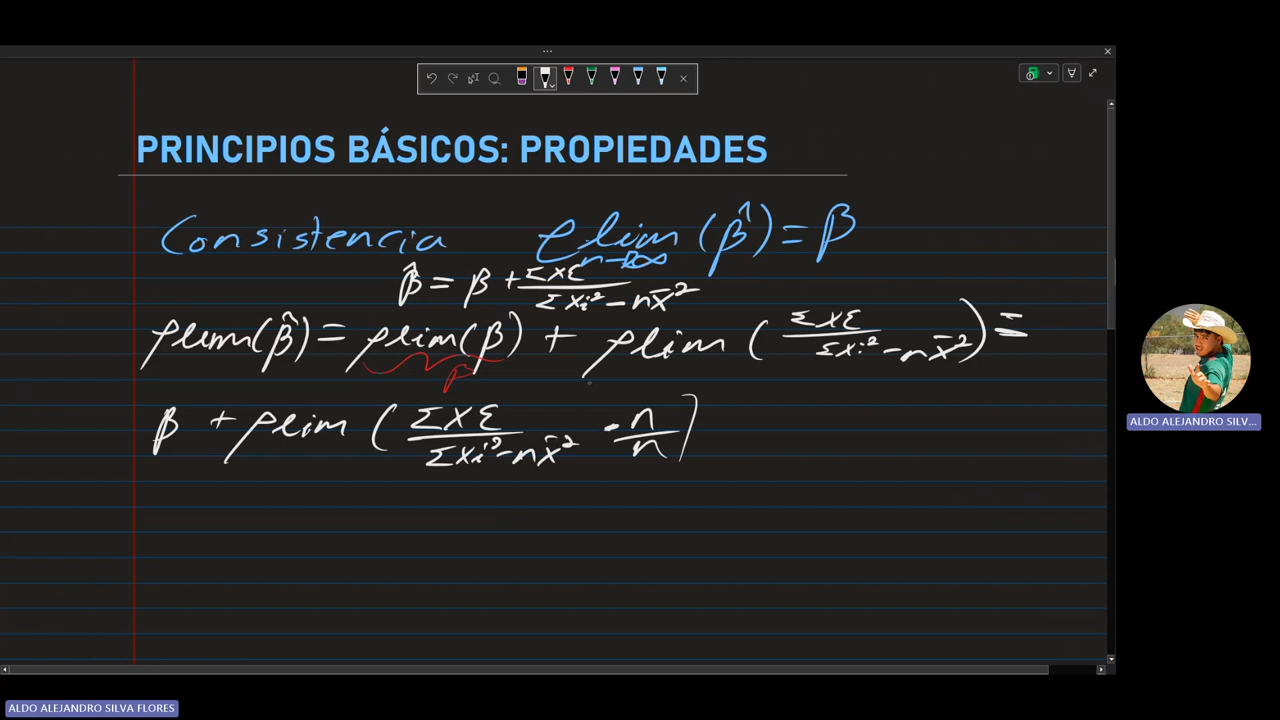 PRINCIPIOS BÁSICOS: PROPIEDADES
Consistencia plim n→∞ (β̂) = β
β̂ = β + ΣXε / Σxi² - nx̄²
plim(β̂) = plim(β) + plim (ΣXε / Σxi² - nx̄²) =
β
β + plim (ΣXε / Σxi² - nx̄² · n/n)
ALDO ALEJANDRO SILVA...
ALDO ALEJANDRO SILVA FLORES